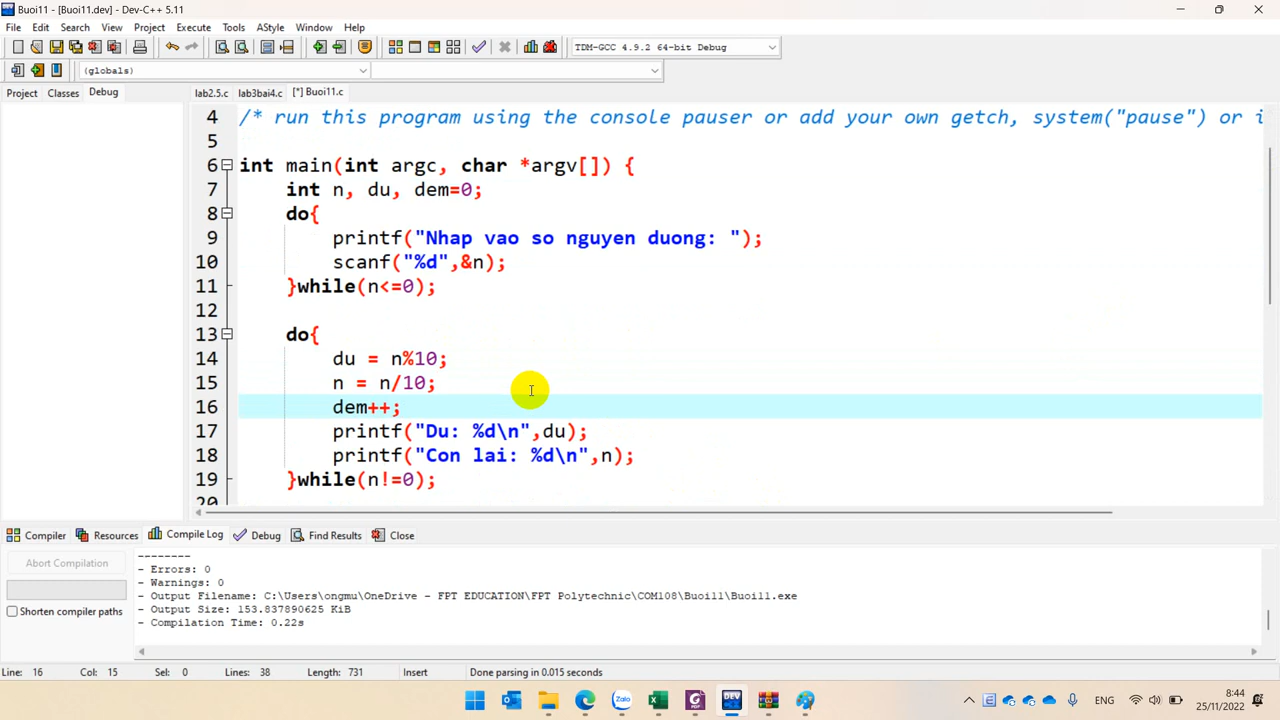 Buoi11 - [Buoi11.dev] - Dev-C++ 5.11
File Edit Search View Project Execute Tools AStyle Window Help
TDM-GCC 4.9.2 64-bit Debug
(globals)
Project Classes Debug lab2.5.c lab3bai4.c [*] Buoi11.c
4 /* run this program using the console pauser or add your own getch, system("pause") or i
5
6 int main(int argc, char *argv[]) {
7 int n, du, dem=0;
8 do{
9 printf("Nhap vao so nguyen duong: ");
10 scanf("%d",&n);
11 }while(n<=0);
12
13 do{
14 du = n%10;
15 n = n/10;
16 dem++;
17 printf("Du: %d\n",du);
18 printf("Con lai: %d\n",n);
19 }while(n!=0);
20
Compiler Resources Compile Log Debug Find Results Close
Abort Compilation
Shorten compiler paths
--------
- Errors: 0
- Warnings: 0
- Output Filename: C:\Users\ongmu\OneDrive - FPT EDUCATION\FPT Polytechnic\COM108\Buoi11\Buoi11.exe
- Output Size: 153.837890625 KiB
- Compilation Time: 0.22s
Line: 16 Col: 15 Sel: 0 Lines: 38 Length: 731 Insert Done parsing in 0.015 seconds
Zalo DEV ENG 8:44
25/11/2022